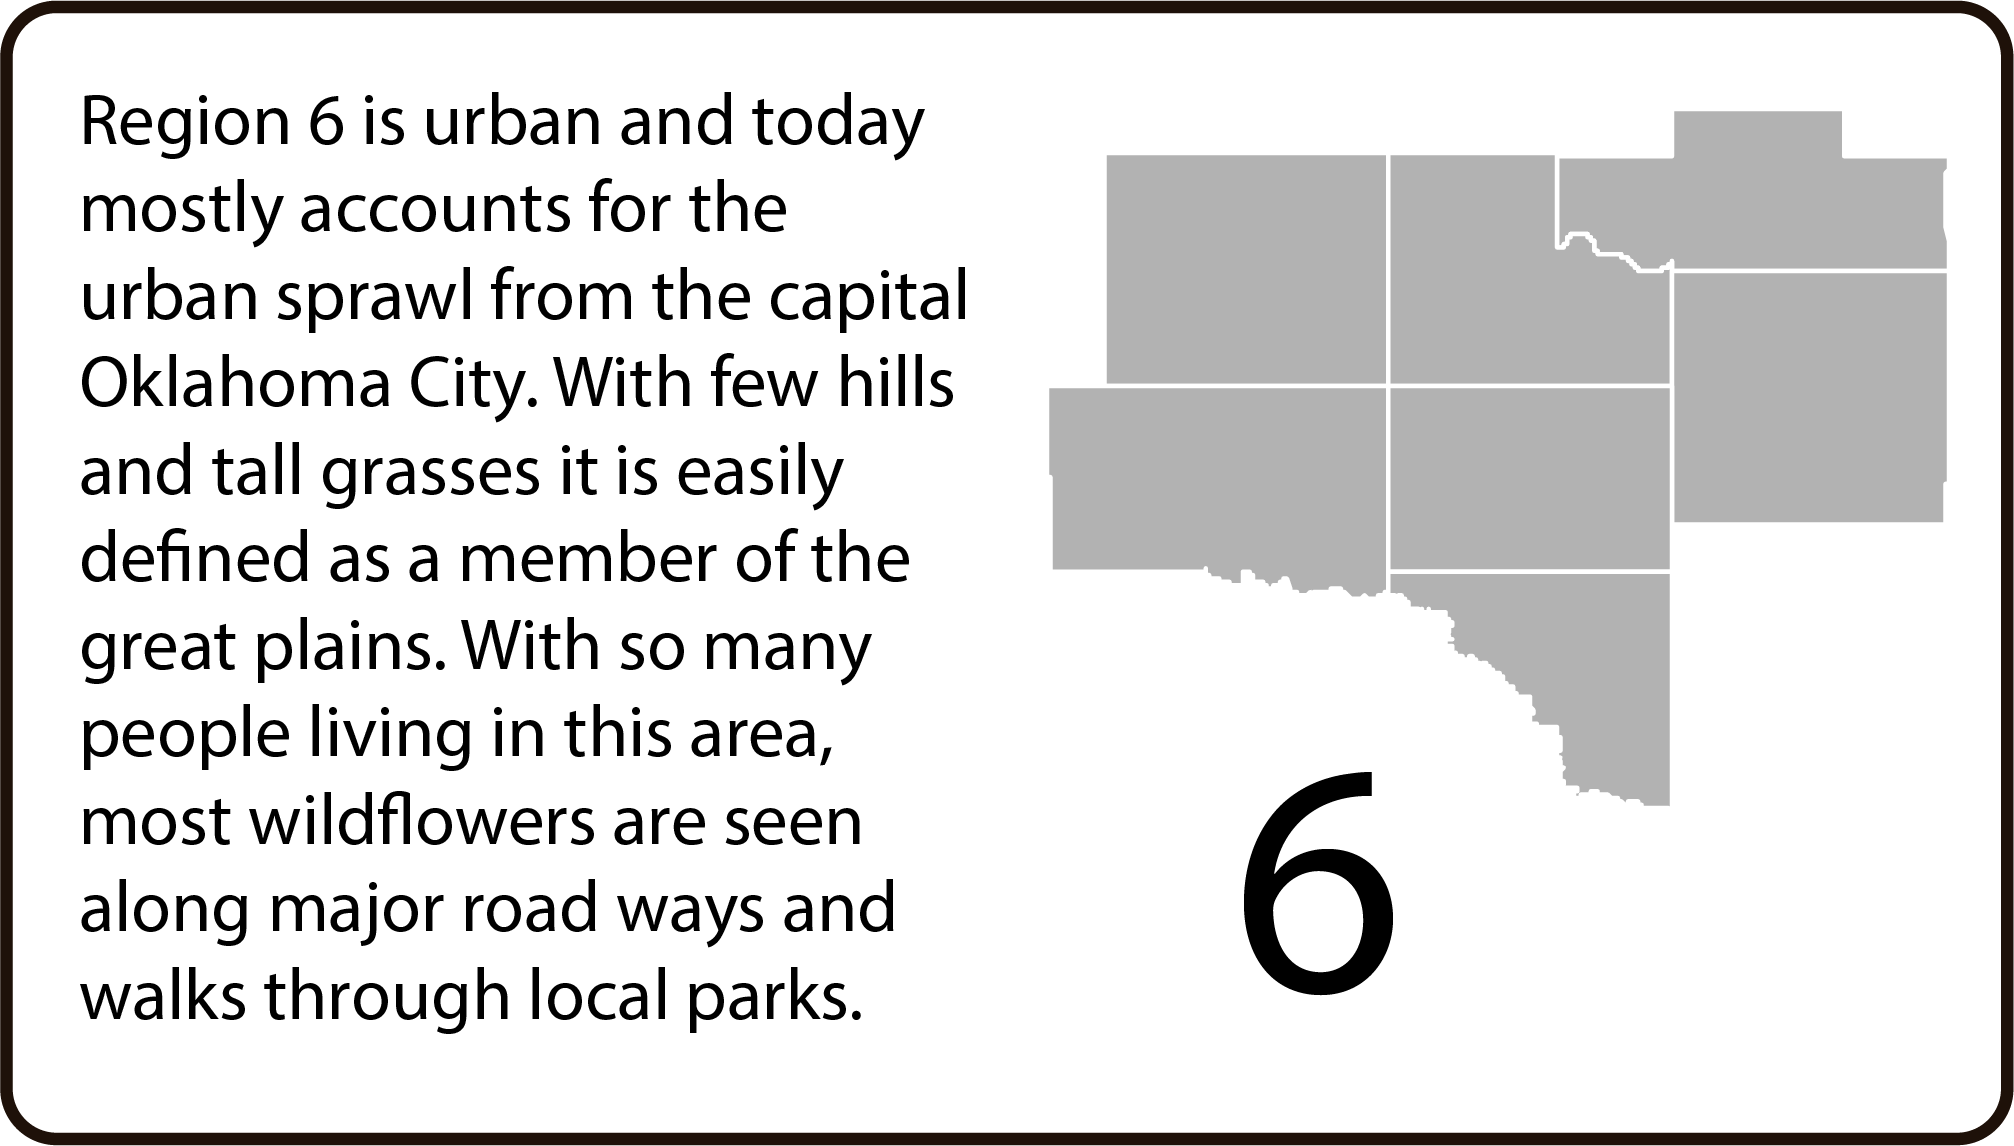 Region 6 is urban and today
mostly accounts for the
urban sprawl from the capital
Oklahoma City. With few hills
and tall grasses it is easily
defined as a member of the
great plains. With so many
people living in this area,
most wildflowers are seen
along major road ways and
walks through local parks.
6